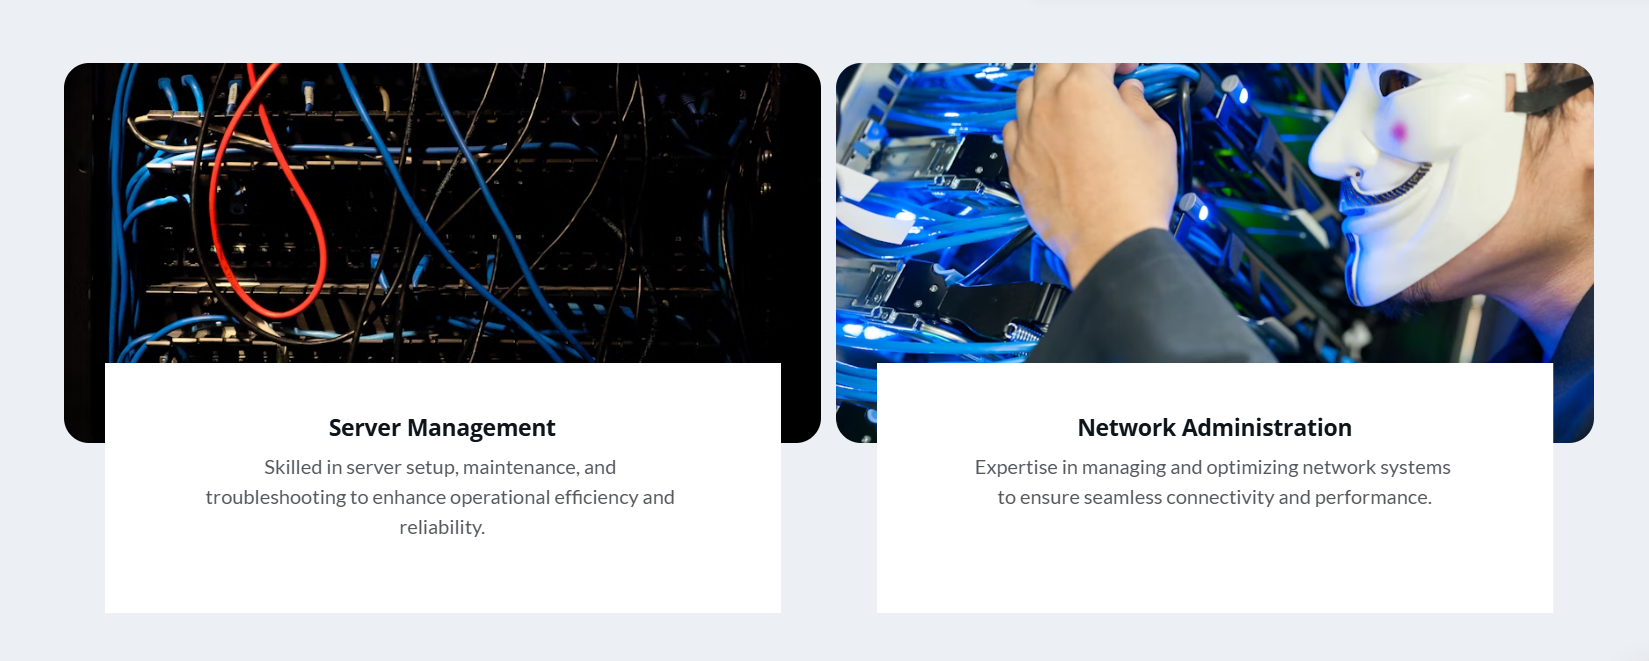 Server Management
Skilled in server setup, maintenance, and
troubleshooting to enhance operational efficiency and
reliability.
Network Administration
Expertise in managing and optimizing network systems
to ensure seamless connectivity and performance.